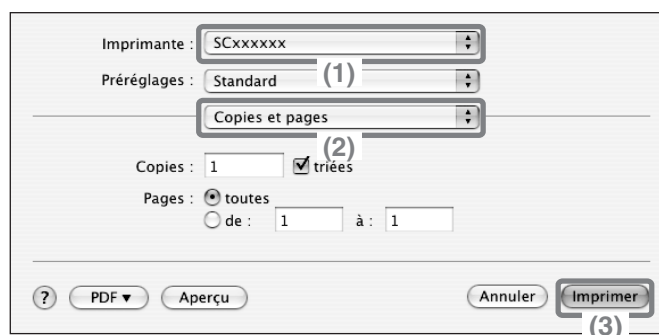 Imprimante : SCxxxxxx
(1)
Préréglages : Standard
Copies et pages
(2)
Copies : 1 triées
Pages : toutes
de : 1 à : 1
? PDF Aperçu Annuler Imprimer
(3)